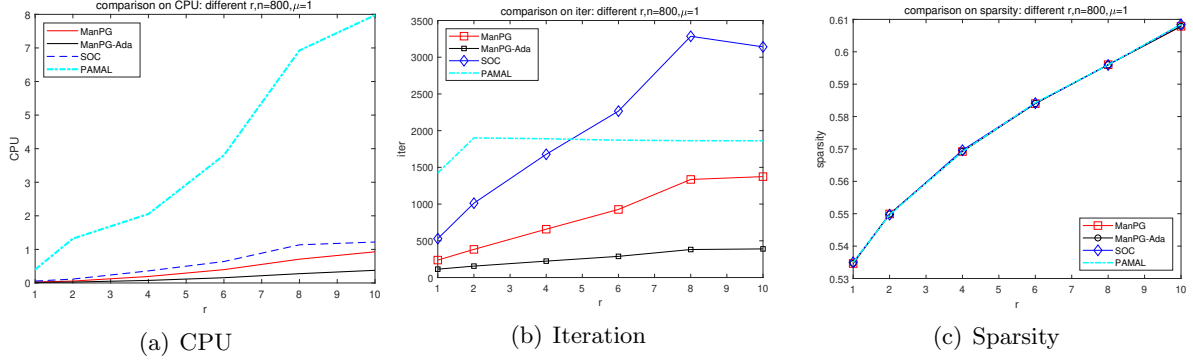 comparison on CPU: different r,n=800,μ=1
8
7
6
5
4
3
2
1
0
CPU
ManPG
ManPG-Ada
SOC
PAMAL
1 2 3 4 5 6 7 8 9 10
r
(a) CPU
comparison on iter: different r,n=800,μ=1
3500
3000
2500
2000
1500
1000
500
0
iter
ManPG
ManPG-Ada
SOC
PAMAL
1 2 3 4 5 6 7 8 9 10
r
(b) Iteration
comparison on sparsity: different r,n=800,μ=1
0.61
0.6
0.59
0.58
0.57
0.56
0.55
0.54
0.53
sparsity
ManPG
ManPG-Ada
SOC
PAMAL
1 2 3 4 5 6 7 8 9 10
r
(c) Sparsity